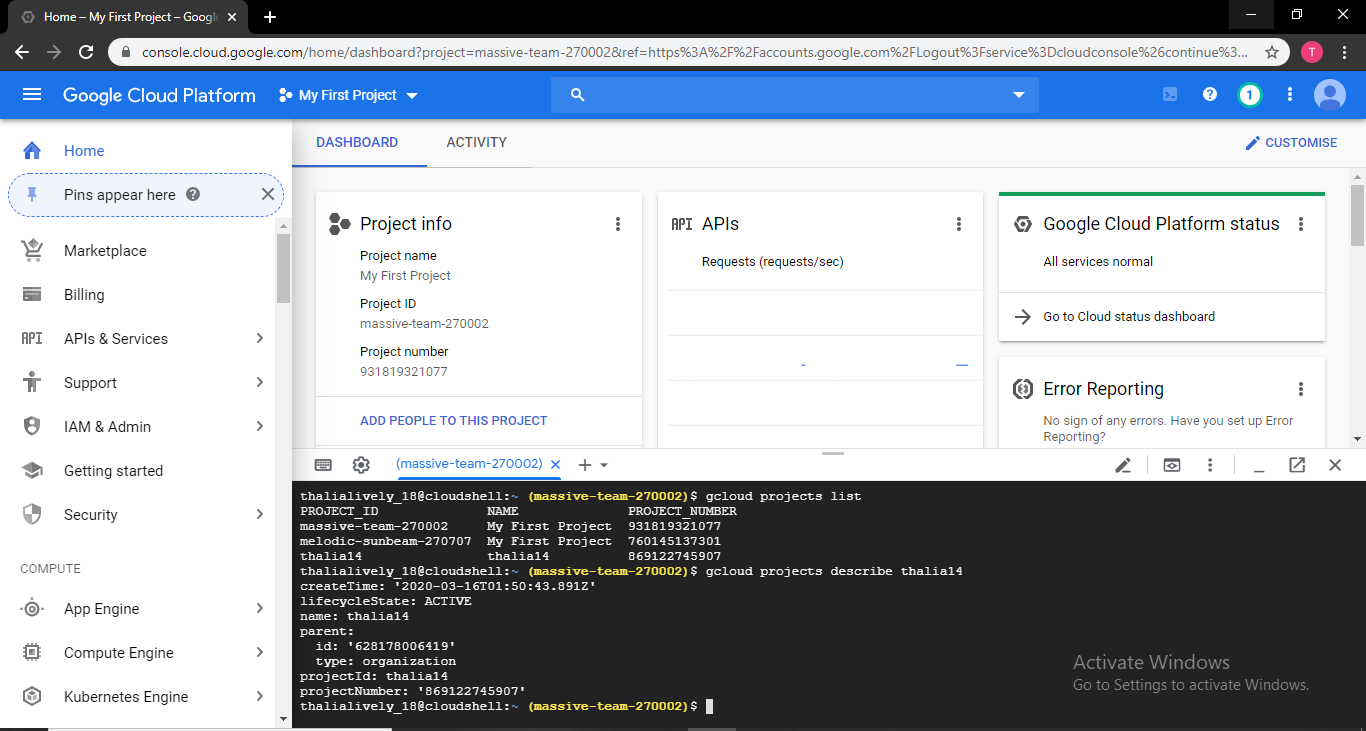 Home – My First Project – Googl
console.cloud.google.com/home/dashboard?project=massive-team-270002&ref=https%3A%2F%2Faccounts.google.com%2FLogout%3Fservice%3Dcloudconsole%26continue%3...
T
Google Cloud Platform
My First Project
1
Home
Pins appear here
Marketplace
Billing
API APIs & Services
Support
IAM & Admin
Getting started
Security
COMPUTE
App Engine
Compute Engine
Kubernetes Engine
DASHBOARD
ACTIVITY
CUSTOMISE
Project info
Project name
My First Project
Project ID
massive-team-270002
Project number
931819321077
ADD PEOPLE TO THIS PROJECT
API APIs
Requests (requests/sec)
Google Cloud Platform status
All services normal
Go to Cloud status dashboard
Error Reporting
No sign of any errors. Have you set up Error
Reporting?
(massive-team-270002)
thalialively_18@cloudshell:~ (massive-team-270002)$ gcloud projects list
PROJECT_ID NAME PROJECT_NUMBER
massive-team-270002 My First Project 931819321077
melodic-sunbeam-270707 My First Project 760145137301
thalia14 thalia14 869122745907
thalialively_18@cloudshell:~ (massive-team-270002)$ gcloud projects describe thalia14
createTime: '2020-03-16T01:50:43.891Z'
lifecycleState: ACTIVE
name: thalia14
parent:
id: '628178006419'
type: organization
projectId: thalia14
projectNumber: '869122745907'
thalialively_18@cloudshell:~ (massive-team-270002)$
Activate Windows
Go to Settings to activate Windows.